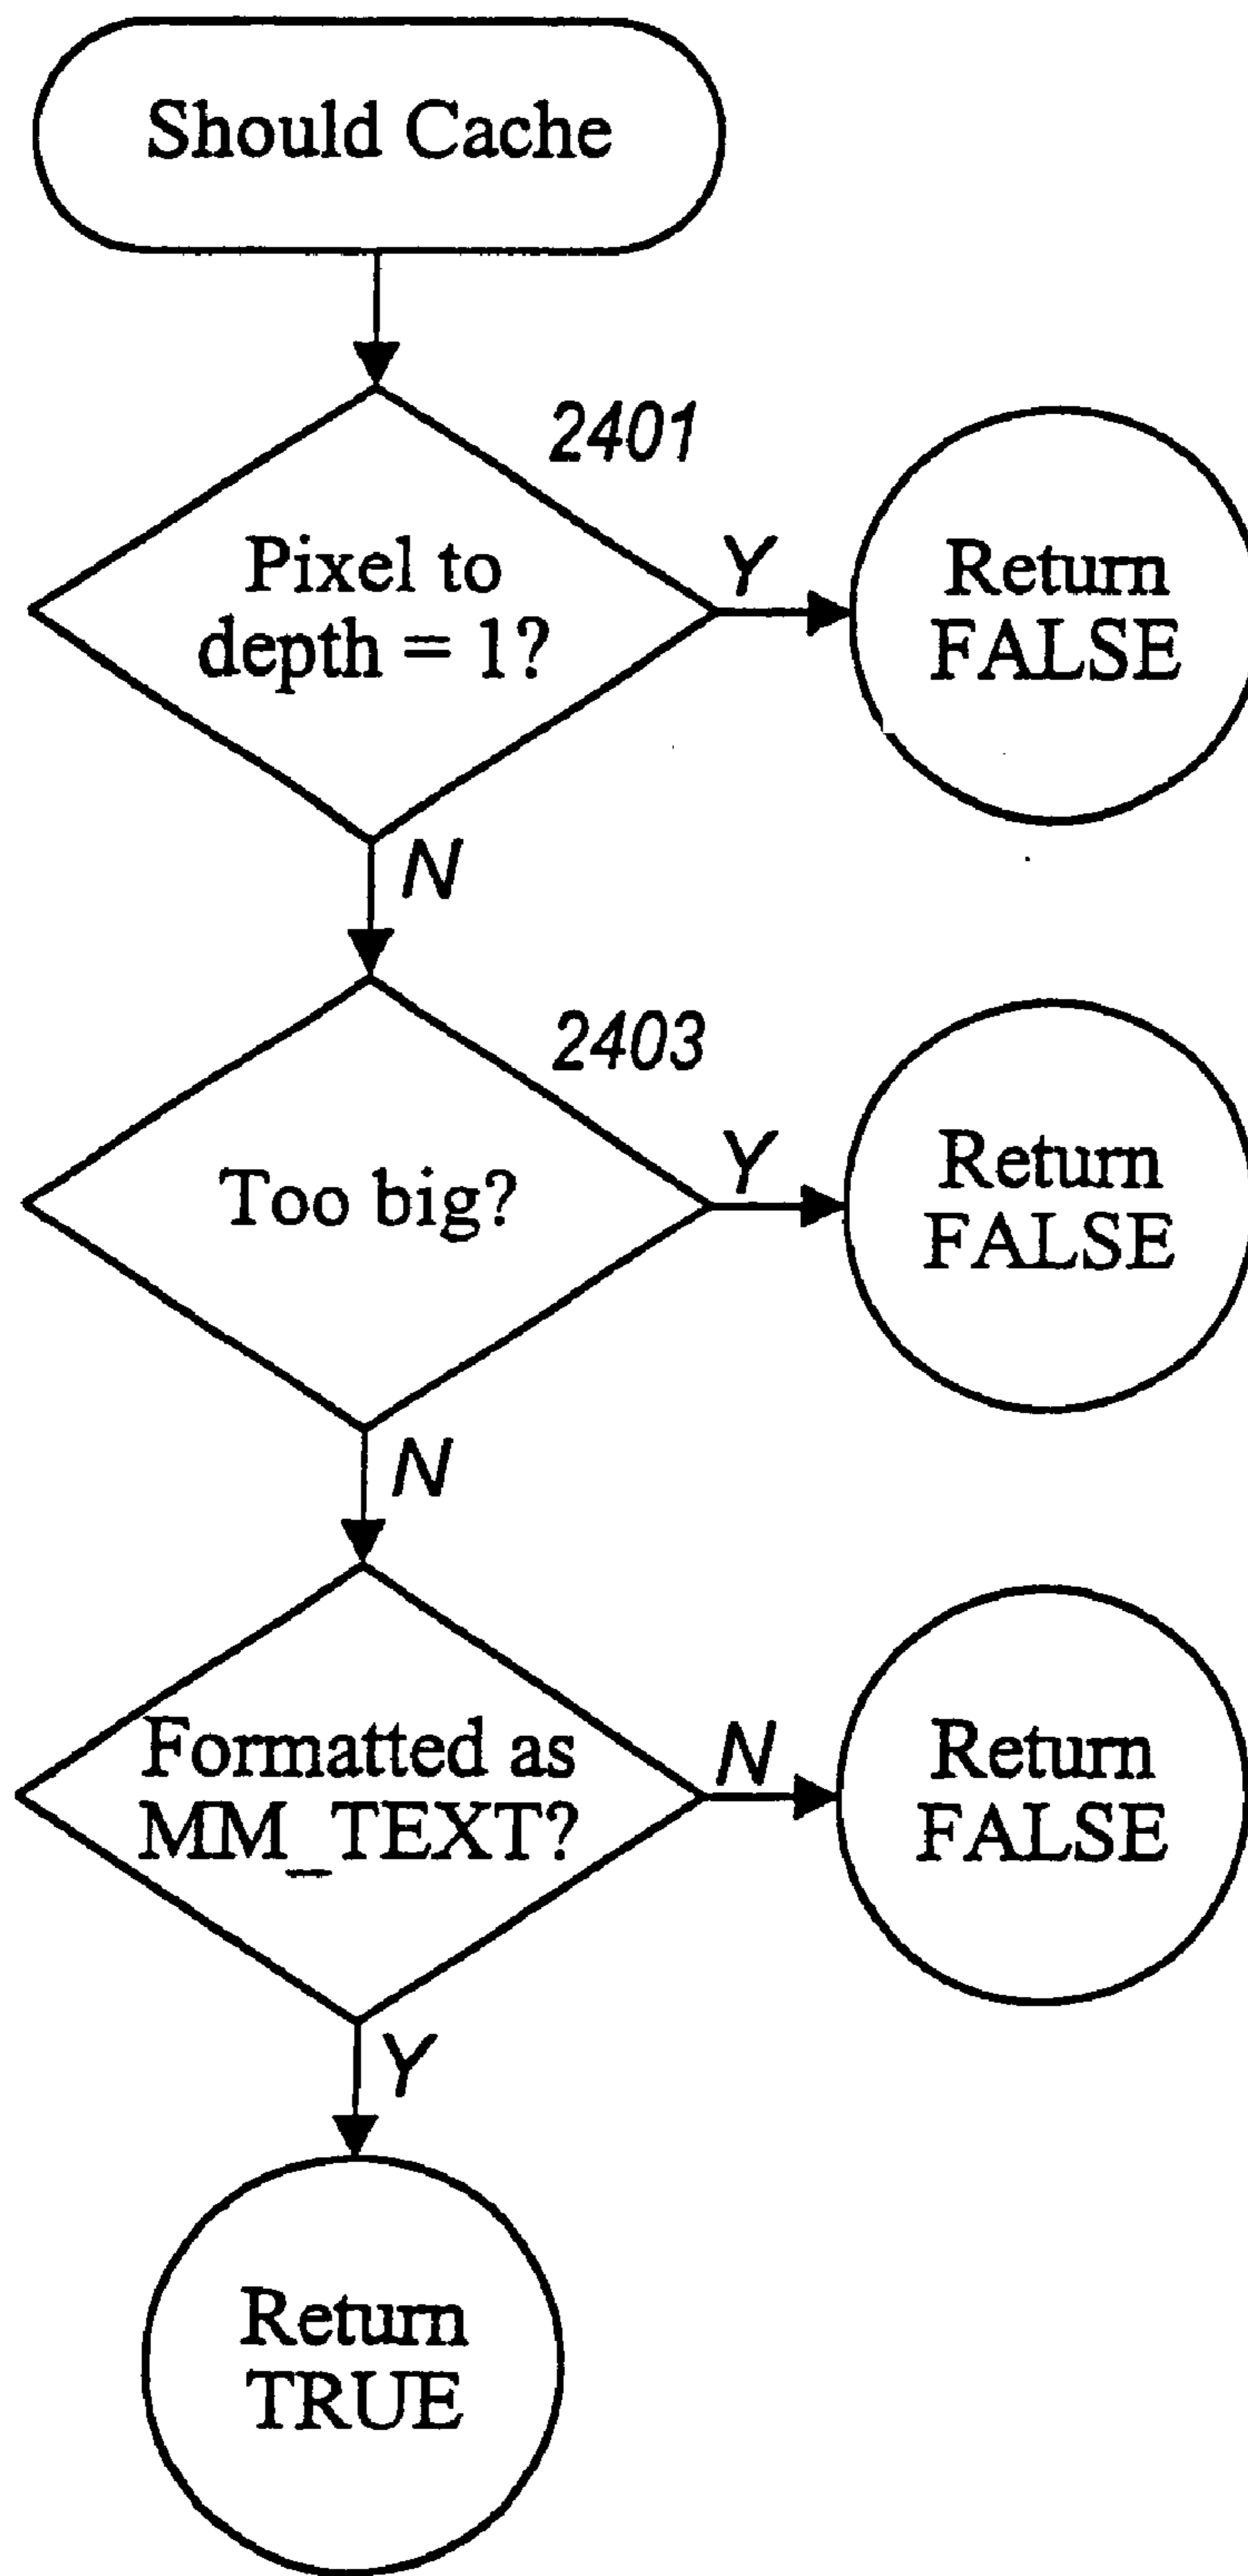 Should Cache
2401
Pixel to
depth = 1?
Y
Return
FALSE
N
2403
Too big?
Y
Return
FALSE
N
Formatted as
MM_TEXT?
N
Return
FALSE
Y
Return
TRUE